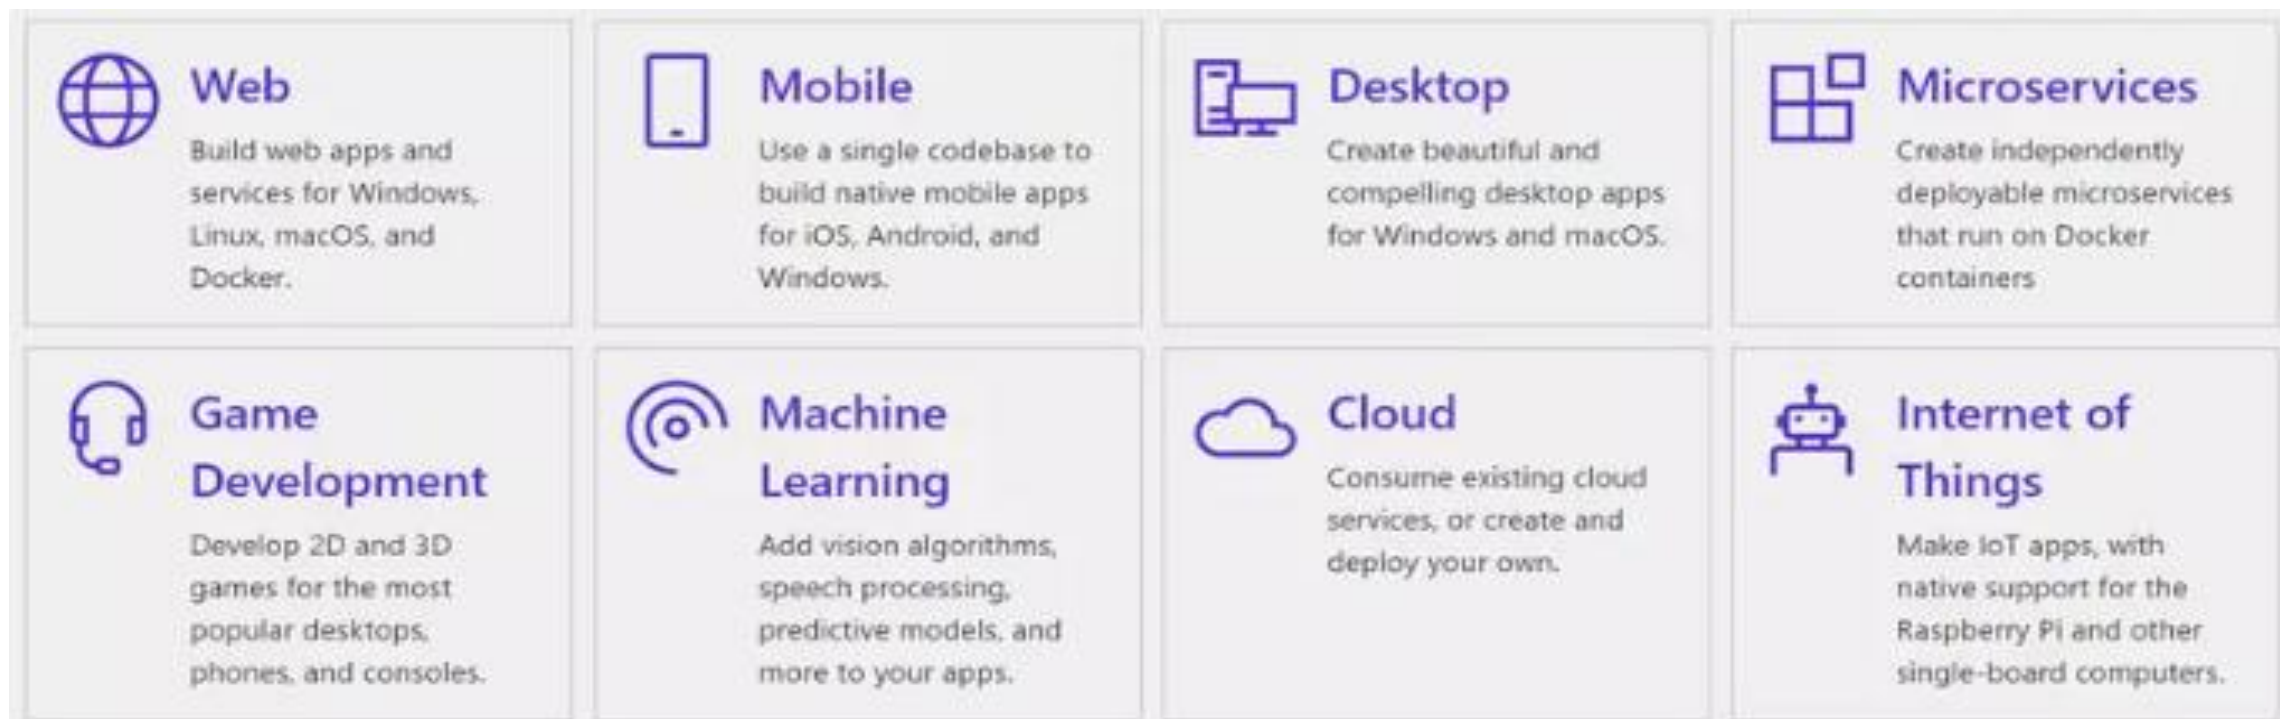 Web
Build web apps and
services for Windows,
Linux, macOS, and
Docker.
Mobile
Use a single codebase to
build native mobile apps
for iOS, Android, and
Windows.
Desktop
Create beautiful and
compelling desktop apps
for Windows and macOS.
Microservices
Create independently
deployable microservices
that run on Docker
containers
Game
Development
Develop 2D and 3D
games for the most
popular desktops,
phones, and consoles.
Machine
Learning
Add vision algorithms,
speech processing,
predictive models, and
more to your apps.
Cloud
Consume existing cloud
services, or create and
deploy your own.
Internet of
Things
Make IoT apps, with
native support for the
Raspberry Pi and other
single-board computers.